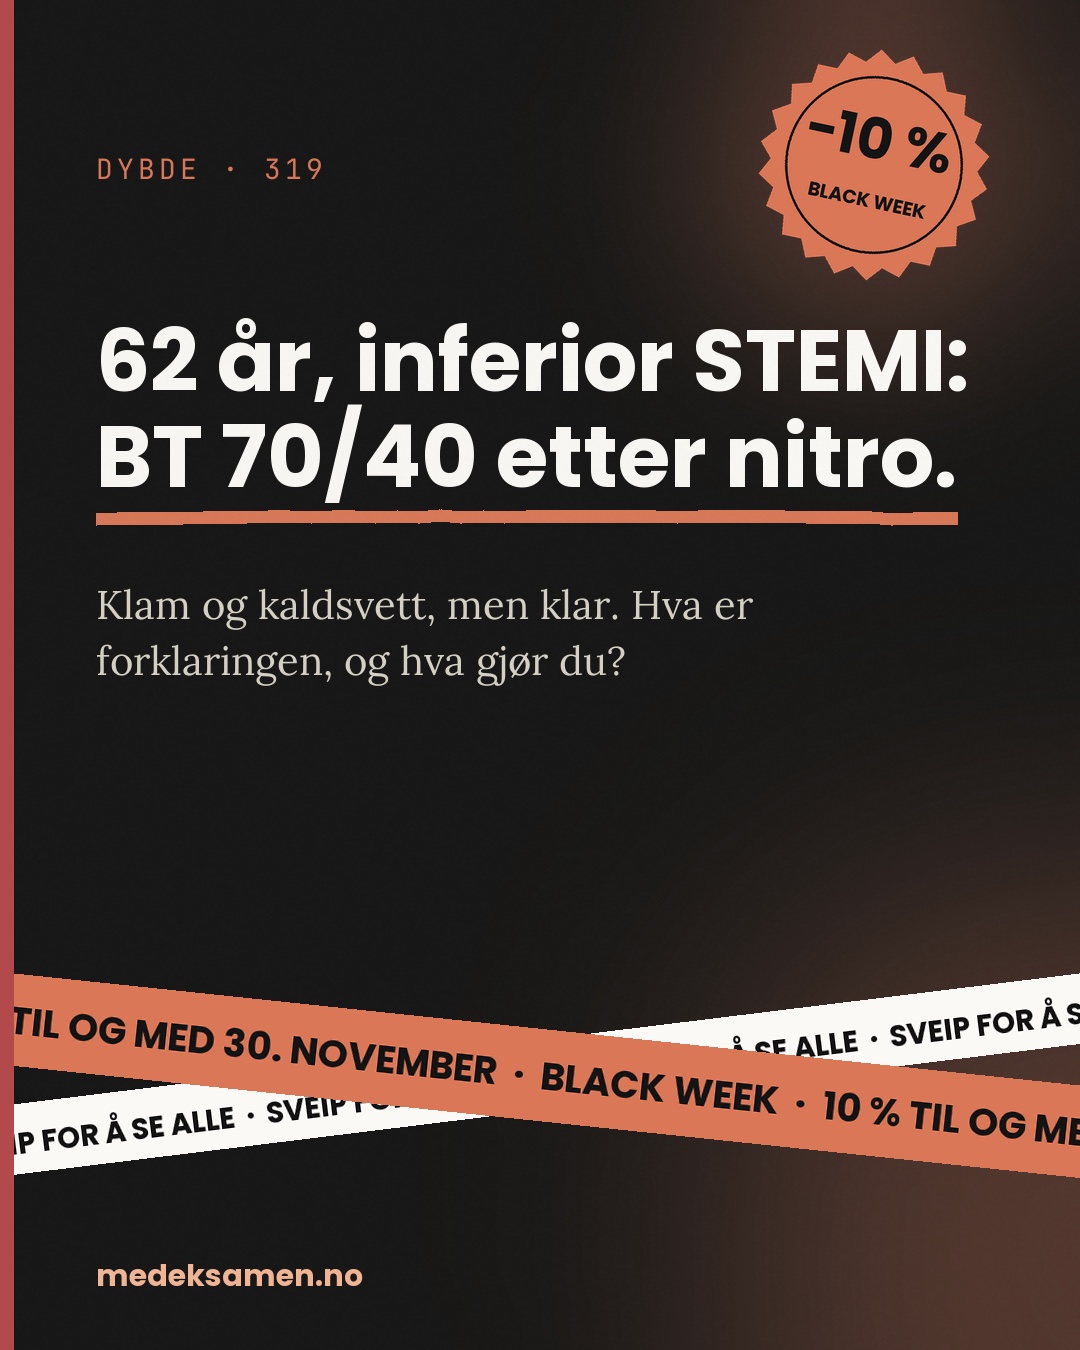 DYBDE · 319
-10 %
BLACK WEEK
62 år, inferior STEMI:
BT 70/40 etter nitro.
Klam og kaldsvett, men klar. Hva er
forklaringen, og hva gjør du?
TIL OG MED 30. NOVEMBER · BLACK WEEK · 10 % TIL OG
FOR Å SE ALLE · SVEIP
SE ALLE · SVEIP FOR Å
medeksamen.no